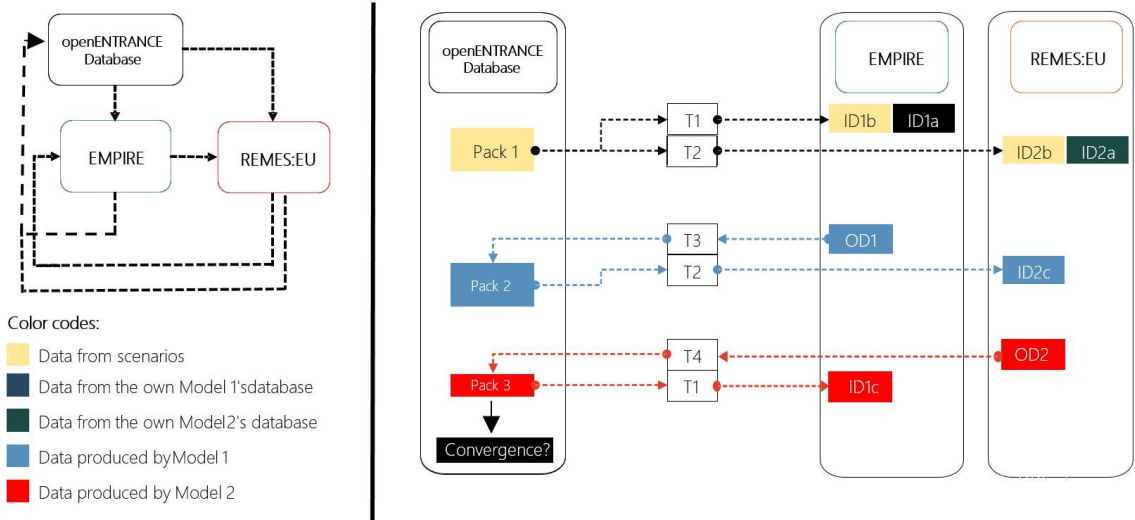 openENTRANCE
Database
EMPIRE
REMES:EU
Color codes:
Data from scenarios
Data from the own Model 1'sdatabase
Data from the own Model2's database
Data produced byModel 1
Data produced by Model 2
openENTRANCE
Database
EMPIRE
REMES:EU
Pack 1
T1
T2
ID1b
ID1a
ID2b
ID2a
T3
T2
OD1
Pack 2
ID2c
T4
T1
OD2
Pack 3
ID1c
Convergence?